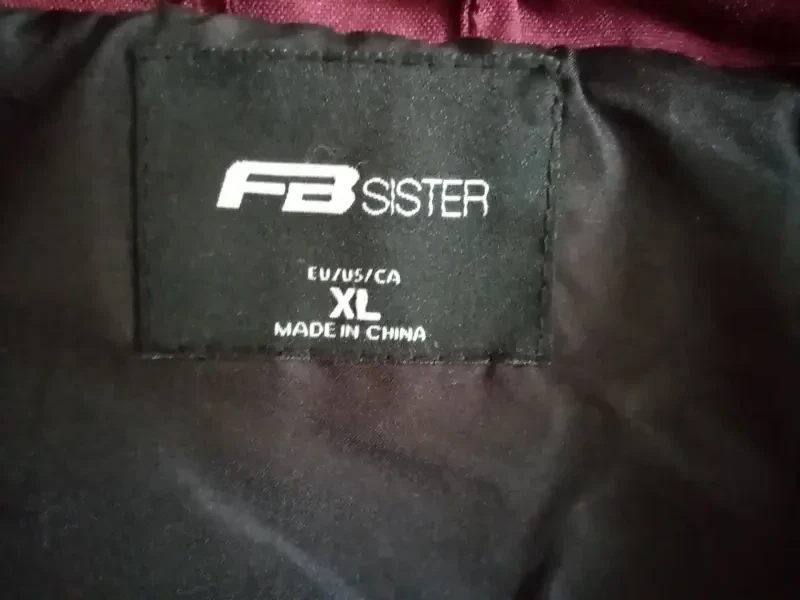 FB SISTER
EU/US/CA
XL
MADE IN CHINA